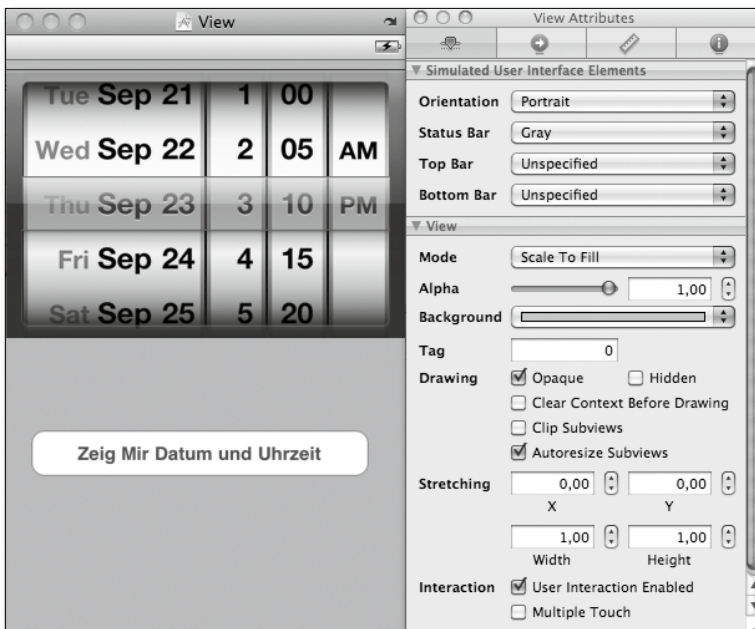 View
Tue Sep 21 1 00
Wed Sep 22 2 05 AM
Thu Sep 23 3 10 PM
Fri Sep 24 4 15
Sat Sep 25 5 20
Zeig Mir Datum und Uhrzeit
View Attributes
Simulated User Interface Elements
Orientation Portrait
Status Bar Gray
Top Bar Unspecified
Bottom Bar Unspecified
View
Mode Scale To Fill
Alpha 1,00
Background
Tag 0
Drawing Opaque Hidden
Clear Context Before Drawing
Clip Subviews
Autoresize Subviews
Stretching 0,00 0,00
X Y
1,00 1,00
Width Height
Interaction User Interaction Enabled
Multiple Touch